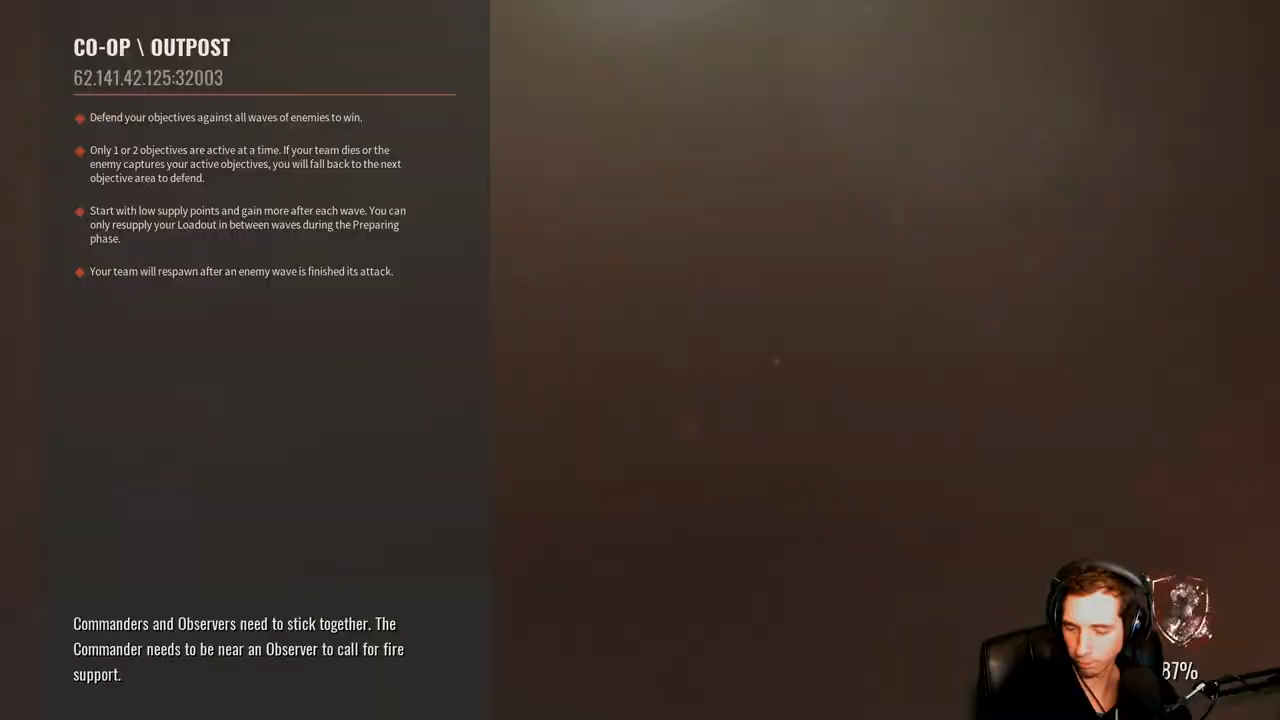 CO-OP \ OUTPOST
62.141.42.125:32003
Defend your objectives against all waves of enemies to win.
Only 1 or 2 objectives are active at a time. If your team dies or the
enemy captures your active objectives, you will fall back to the next
objective area to defend.
Start with low supply points and gain more after each wave. You can
only resupply your Loadout in between waves during the Preparing
phase.
Your team will respawn after an enemy wave is finished its attack.
Commanders and Observers need to stick together. The
Commander needs to be near an Observer to call for fire
support.
87%